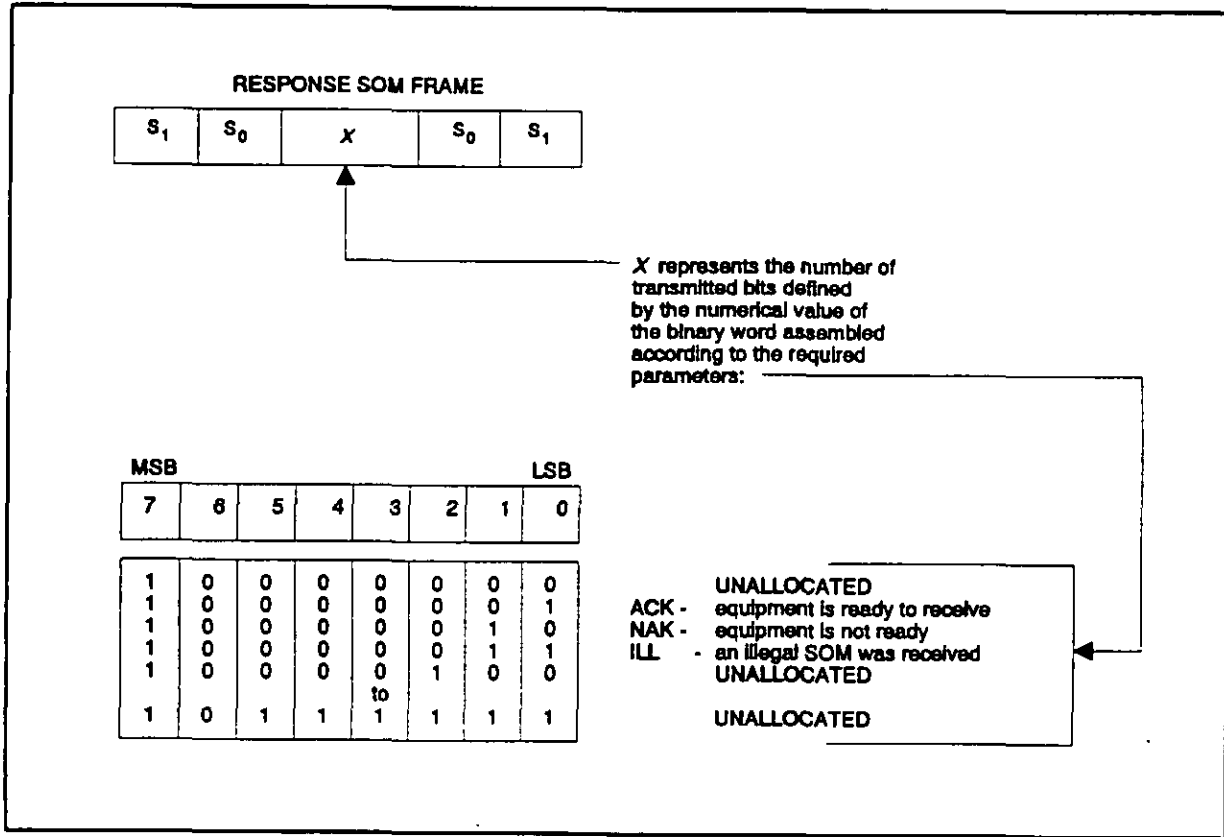 RESPONSE SOM FRAME
S1 S0 X S0 S1
X represents the number of
transmitted bits defined
by the numerical value of
the binary word assembled
according to the required
parameters:
MSB LSB
7 6 5 4 3 2 1 0
1 0 0 0 0 0 0 0 UNALLOCATED
1 0 0 0 0 0 0 1 ACK - equipment is ready to receive
1 0 0 0 0 0 1 0 NAK - equipment is not ready
1 0 0 0 0 0 1 1 ILL - an illegal SOM was received
1 0 0 0 0 1 0 0 UNALLOCATED
to
1 0 1 1 1 1 1 1 UNALLOCATED